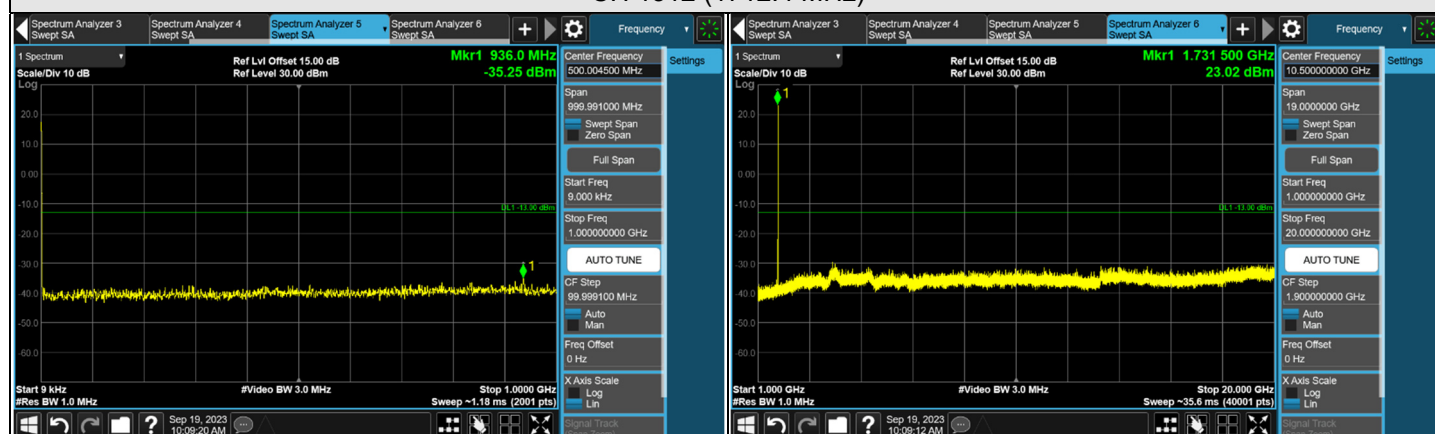 Spectrum Analyzer 3
Swept SA
Spectrum Analyzer 4
Swept SA
Spectrum Analyzer 5
Swept SA
Spectrum Analyzer 6
Swept SA
+
Frequency
1 Spectrum
Scale/Div 10 dB
Log
Ref Lvl Offset 15.00 dB
Ref Level 30.00 dBm
Mkr1 936.0 MHz
-35.25 dBm
20.0
10.0
0.00
-10.0
-20.0
-30.0
-40.0
-50.0
-60.0
DL1 -13.00 dBm
1
Start 9 kHz
#Res BW 1.0 MHz
#Video BW 3.0 MHz
Stop 1.0000 GHz
Sweep ~1.18 ms (2001 pts)
Center Frequency
500.004500 MHz
Span
999.991000 MHz
Swept Span
Zero Span
Full Span
Start Freq
9.000 kHz
Stop Freq
1.000000000 GHz
AUTO TUNE
CF Step
99.999100 MHz
Auto
Man
Freq Offset
0 Hz
X Axis Scale
Log
Lin
Signal Track
Settings
?
Sep 19, 2023
10:09:20 AM
Spectrum Analyzer 3
Swept SA
Spectrum Analyzer 4
Swept SA
Spectrum Analyzer 5
Swept SA
Spectrum Analyzer 6
Swept SA
+
Frequency
1 Spectrum
Scale/Div 10 dB
Log
Ref Lvl Offset 15.00 dB
Ref Level 30.00 dBm
Mkr1 1.731 500 GHz
23.02 dBm
1
20.0
10.0
0.00
-10.0
-20.0
-30.0
-40.0
-50.0
-60.0
DL1 -13.00 dBm
Start 1.000 GHz
#Res BW 1.0 MHz
#Video BW 3.0 MHz
Stop 20.000 GHz
Sweep ~35.6 ms (40001 pts)
Center Frequency
10.500000000 GHz
Span
19.0000000 GHz
Swept Span
Zero Span
Full Span
Start Freq
1.000000000 GHz
Stop Freq
20.000000000 GHz
AUTO TUNE
CF Step
1.900000000 GHz
Auto
Man
Freq Offset
0 Hz
X Axis Scale
Log
Lin
Signal Track
Settings
?
Sep 19, 2023
10:09:12 AM